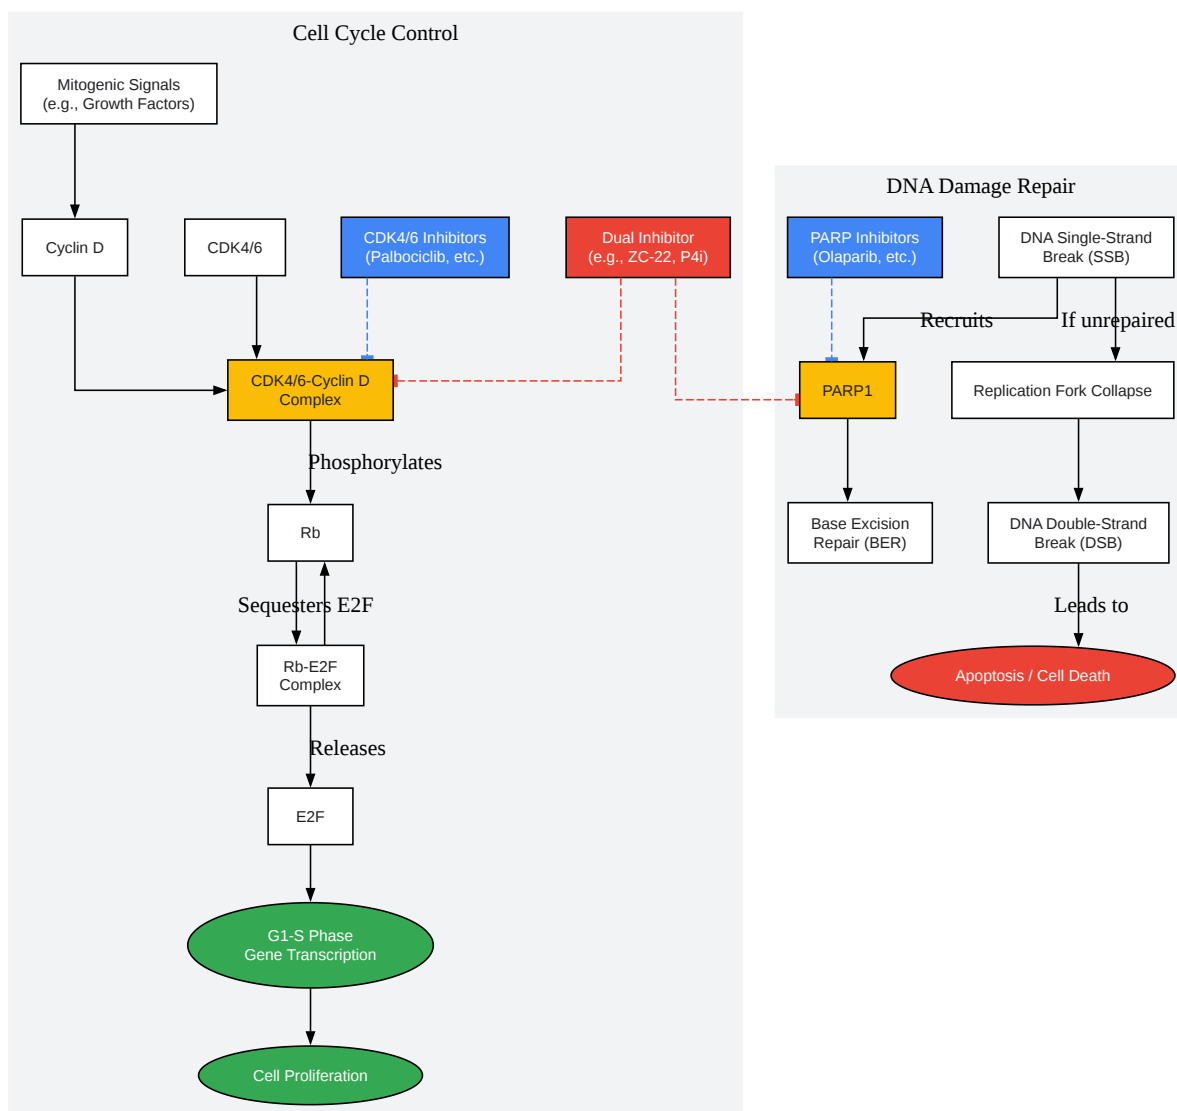 Cell Cycle Control
Mitogenic Signals
(e.g., Growth Factors)
Cyclin D
CDK4/6
CDK4/6 Inhibitors
(Palbociclib, etc.)
Dual Inhibitor
(e.g., ZC-22, P4i)
CDK4/6-Cyclin D
Complex
Phosphorylates
Rb
Sequesters E2F
Rb-E2F
Complex
Releases
E2F
G1-S Phase
Gene Transcription
Cell Proliferation
DNA Damage Repair
PARP Inhibitors
(Olaparib, etc.)
DNA Single-Strand
Break (SSB)
Recruits
If unrepaired
PARP1
Replication Fork Collapse
Base Excision
Repair (BER)
DNA Double-Strand
Break (DSB)
Leads to
Apoptosis / Cell Death